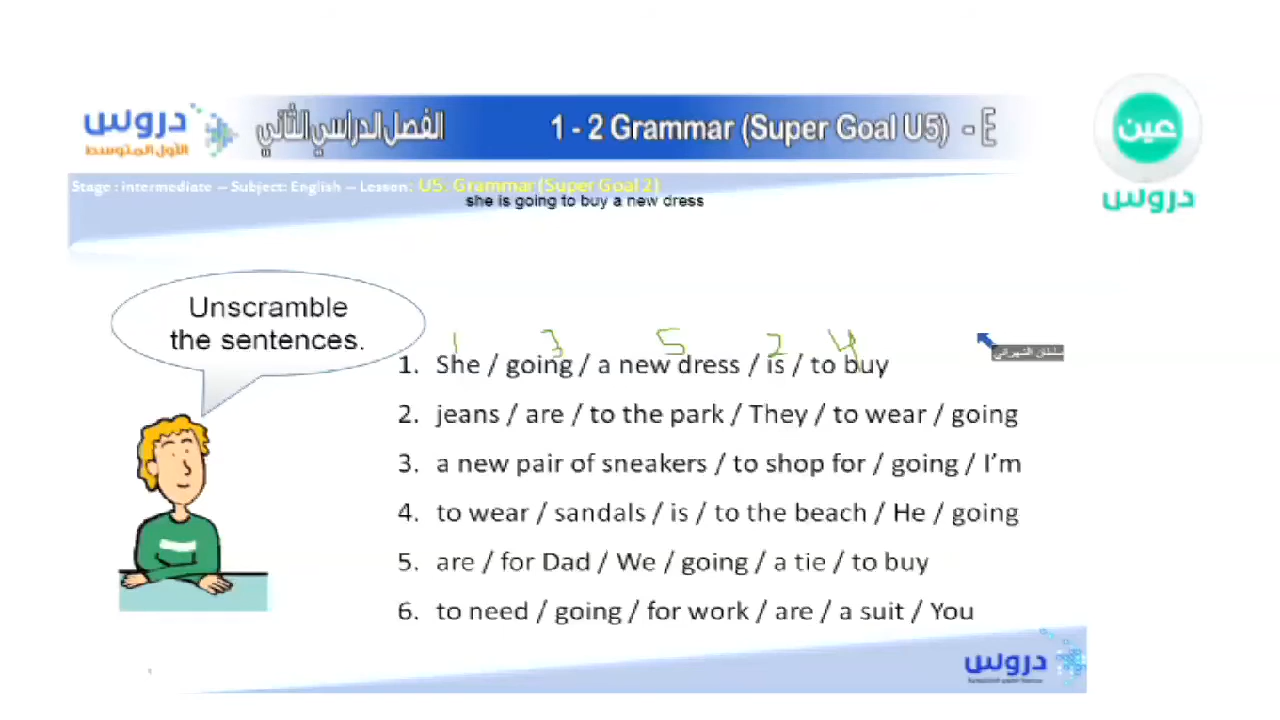 دروس
الأول المتوسط
الفصل الدراسي الثاني
1 - 2 Grammar (Super Goal U5) - E
عين
دروس
Stage : intermediate – Subject: English – Lesson: U5. Grammar (Super Goal 2)
she is going to buy a new dress
Unscramble
the sentences.
1 3 5 2 4
1. She / going / a new dress / is / to buy
2. jeans / are / to the park / They / to wear / going
3. a new pair of sneakers / to shop for / going / I’m
4. to wear / sandals / is / to the beach / He / going
5. are / for Dad / We / going / a tie / to buy
6. to need / going / for work / are / a suit / You
دروس